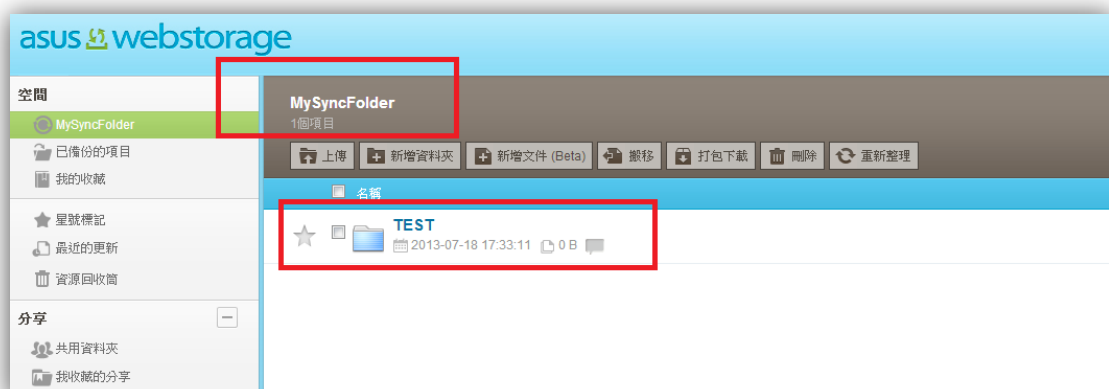 asus webstorage
空間
MySyncFolder
已備份的項目
我的收藏
星號標記
最近的更新
資源回收筒
分享
共用資料夾
我收藏的分享
MySyncFolder
1個項目
上傳 新增資料夾 新增文件 (Beta) 搬移 打包下載 刪除 重新整理
名稱
TEST
2013-07-18 17:33:11 0 B